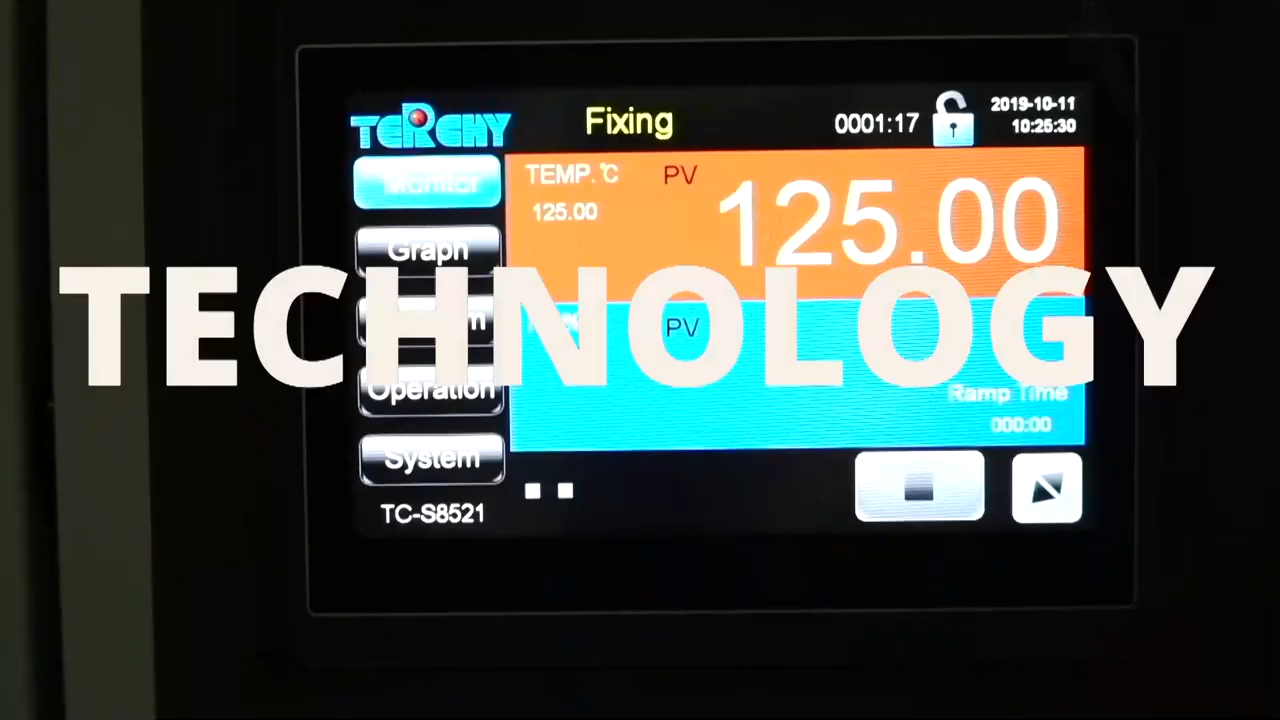 TERCHY
Fixing
0001:17
2019-10-11
10:25:30
Monitor
TEMP.℃
PV
125.00
125.00
Graph
TECHNOLOGY
PV
Operation
Ramp Time
000:00
System
TC-S8521